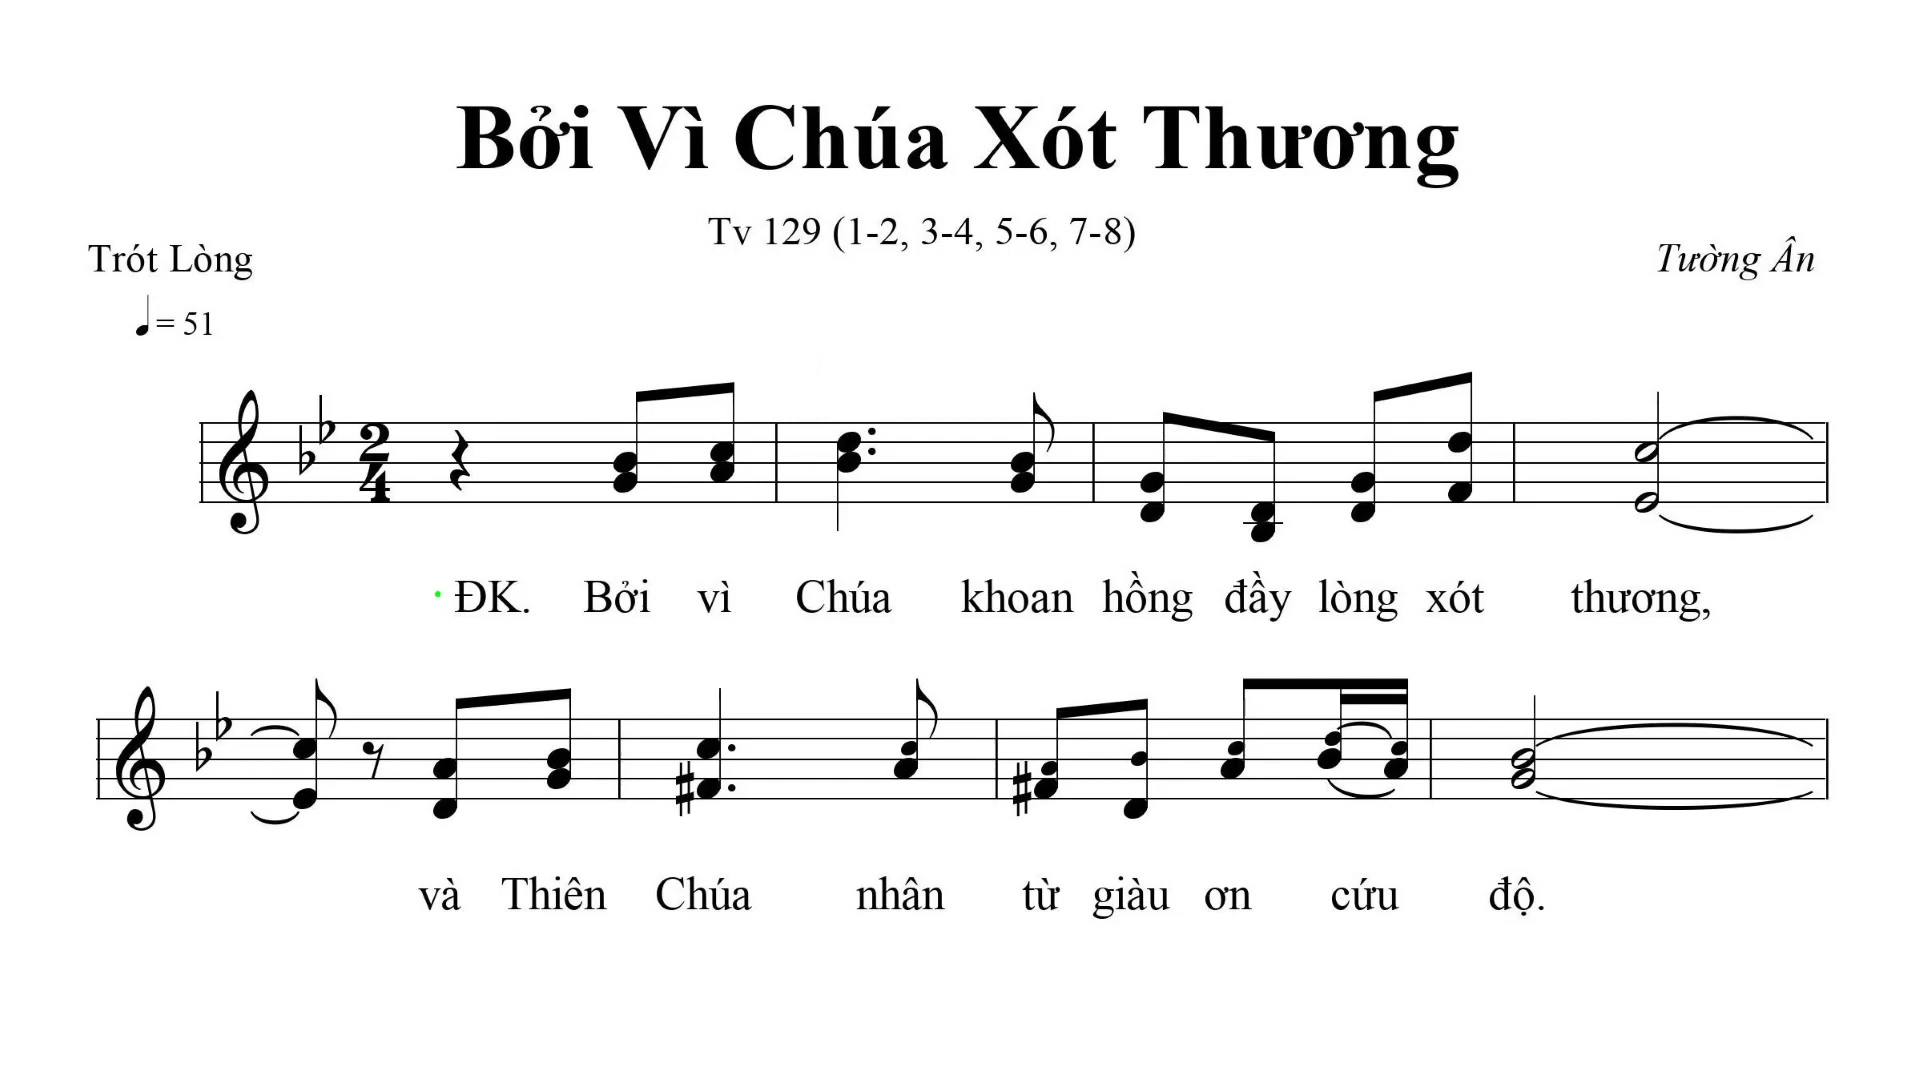 Bởi Vì Chúa Xót Thương
Tv 129 (1-2, 3-4, 5-6, 7-8)
Trót Lòng
Tường Ân
♩= 51
2
4
ĐK. Bởi vì Chúa khoan hồng đầy lòng xót thương,
và Thiên Chúa nhân từ giàu ơn cứu độ.